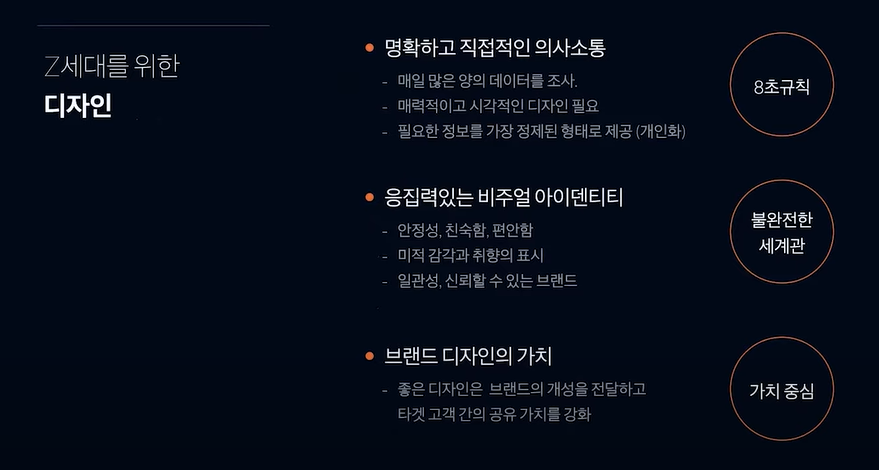 Z세대를 위한
디자인
명확하고 직접적인 의사소통
- 매일 많은 양의 데이터를 조사.
- 매력적이고 시각적인 디자인 필요
- 필요한 정보를 가장 정제된 형태로 제공 (개인화)
8초규칙
응집력있는 비주얼 아이덴티티
- 안정성, 친숙함, 편안함
- 미적 감각과 취향의 표시
- 일관성, 신뢰할 수 있는 브랜드
불완전한
세계관
브랜드 디자인의 가치
- 좋은 디자인은 브랜드의 개성을 전달하고
타겟 고객 간의 공유 가치를 강화
가치 중심